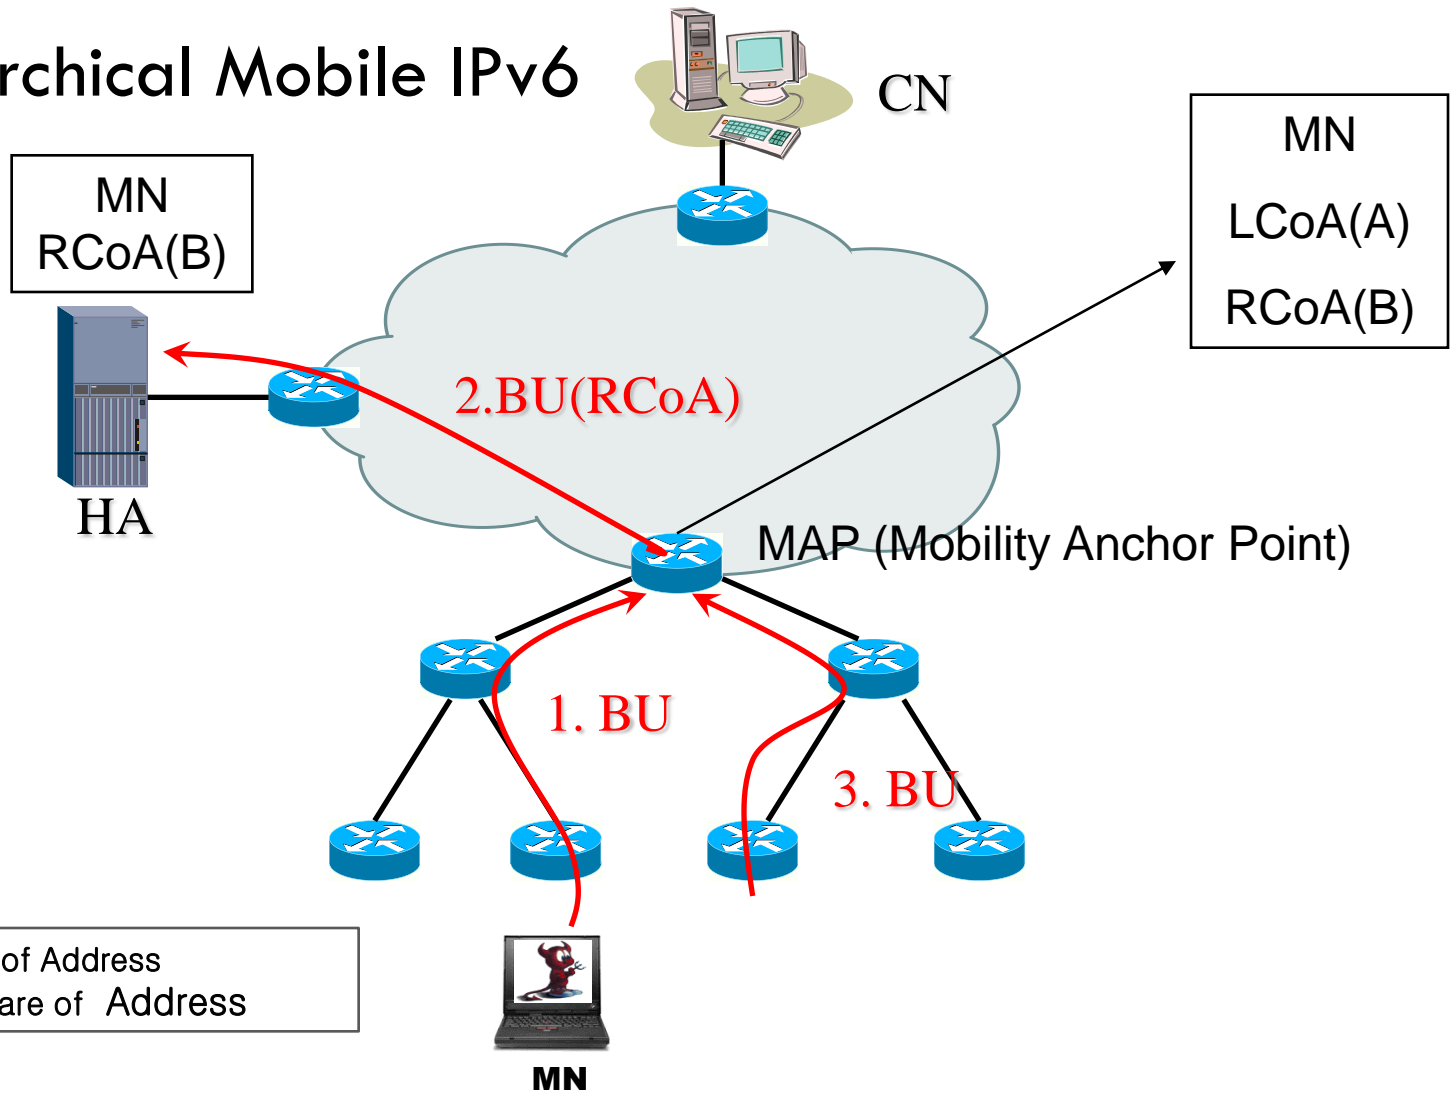 rchical Mobile IPv6
CN
MN
RCoA(B)
MN
LCoA(A)
RCoA(B)
2.BU(RCoA)
HA
MAP (Mobility Anchor Point)
1. BU
3. BU
of Address
are of Address
MN